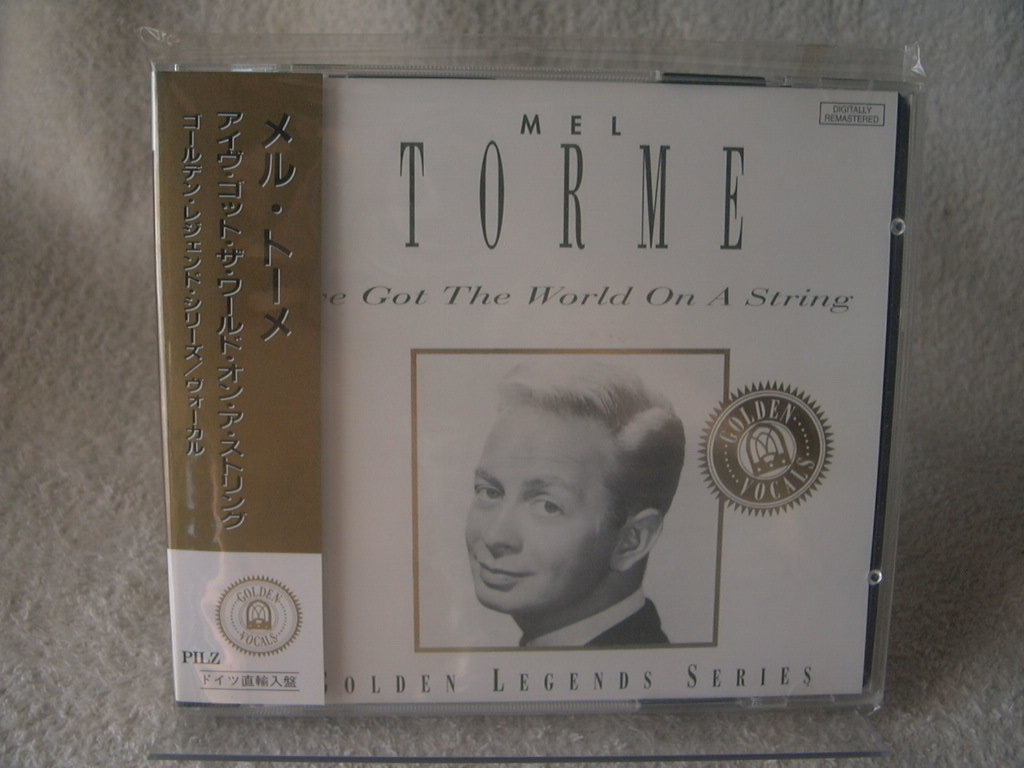 メル・トーメ
アイヴ・ゴット・ザ・ワールド・オン・ア・ストリング
ゴールデン・レジェンド・シリーズ／ヴォーカル
GOLDEN
VOCALS
PILZ
ドイツ直輸入盤
DIGITALLY
REMASTERED
MEL
TORME
ve Got The World On A String
GOLDEN
VOCALS
GOLDEN LEGENDS SERIES